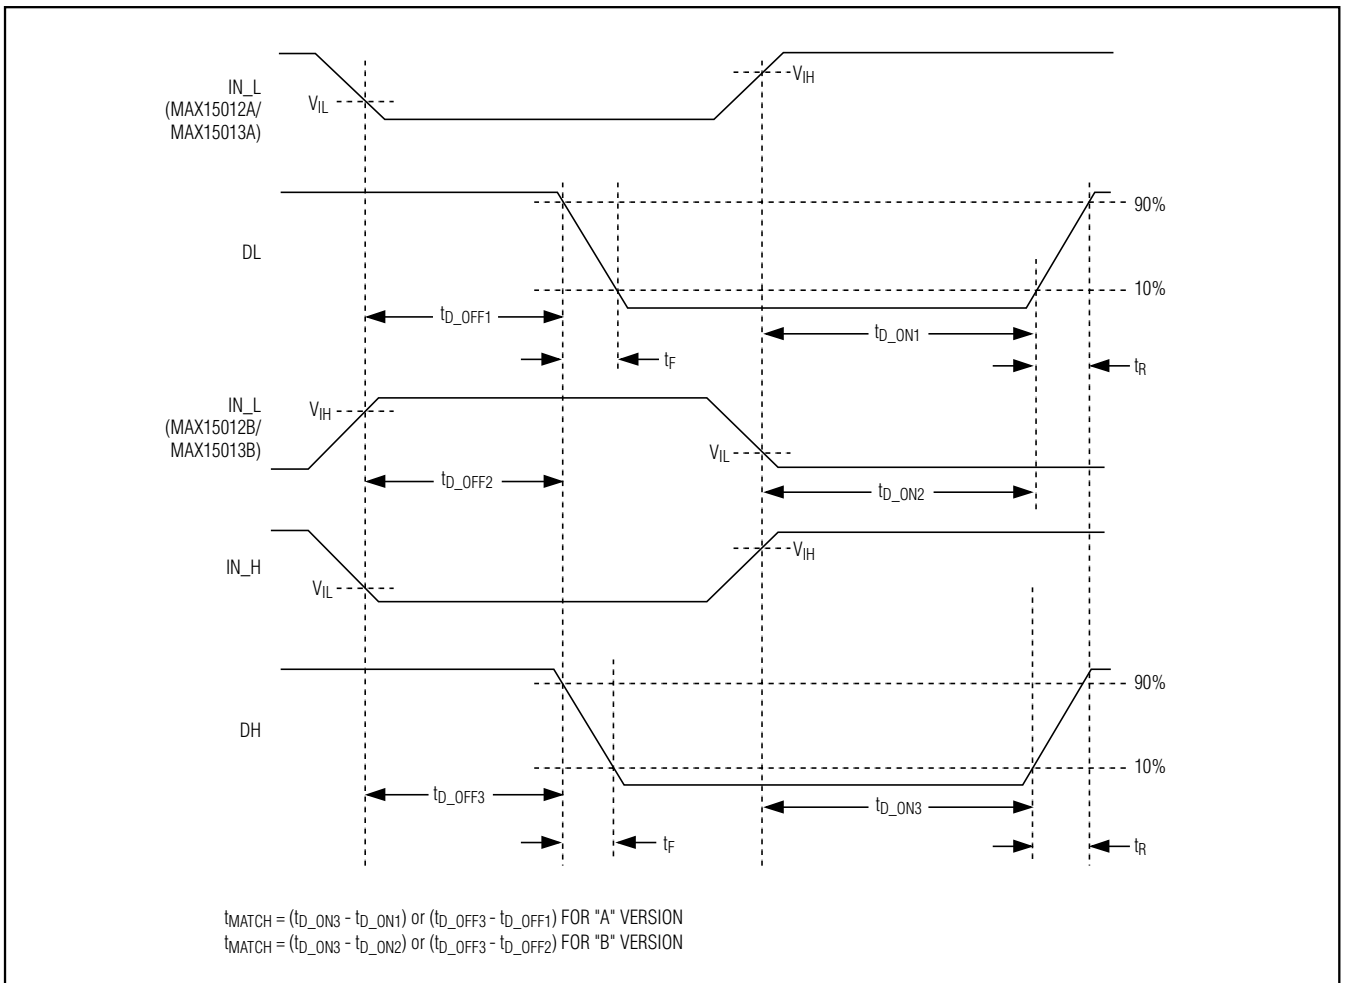 IN_L
(MAX15012A/
MAX15013A)
VIL
VIH
DL
90%
10%
tD_OFF1
tD_ON1
tF
tR
IN_L
(MAX15012B/
MAX15013B)
VIH
VIL
tD_OFF2
tD_ON2
IN_H
VIL
VIH
DH
90%
10%
tD_OFF3
tD_ON3
tF
tR
tMATCH = (tD_ON3 - tD_ON1) or (tD_OFF3 - tD_OFF1) FOR "A" VERSION
tMATCH = (tD_ON3 - tD_ON2) or (tD_OFF3 - tD_OFF2) FOR "B" VERSION